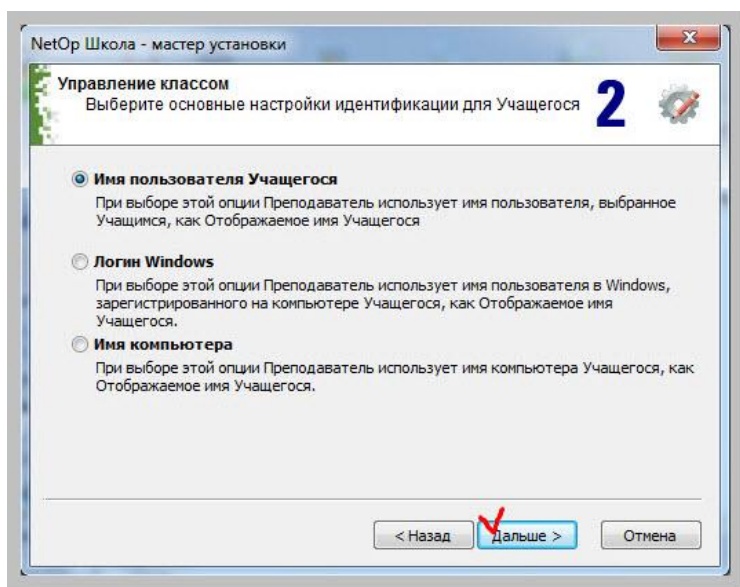 NetOp Школа - мастер установки
Управление классом
Выберите основные настройки идентификации для Учащегося
2
Имя пользователя Учащегося
При выборе этой опции Преподаватель использует имя пользователя, выбранное
Учащимся, как Отображаемое имя Учащегося
Логин Windows
При выборе этой опции Преподаватель использует имя пользователя в Windows,
зарегистрированного на компьютере Учащегося, как Отображаемое имя
Учащегося.
Имя компьютера
При выборе этой опции Преподаватель использует имя компьютера Учащегося, как
Отображаемое имя Учащегося.
< Назад
Дальше >
Отмена